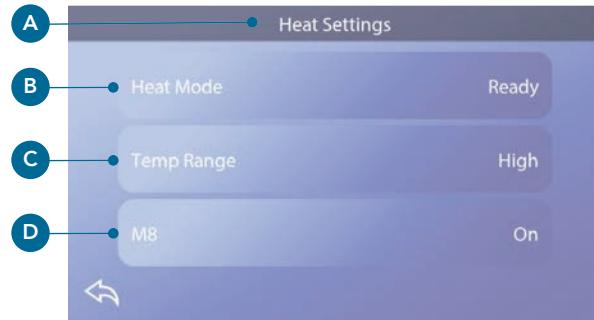 A Heat Settings
B Heat Mode Ready
C Temp Range High
D M8 On